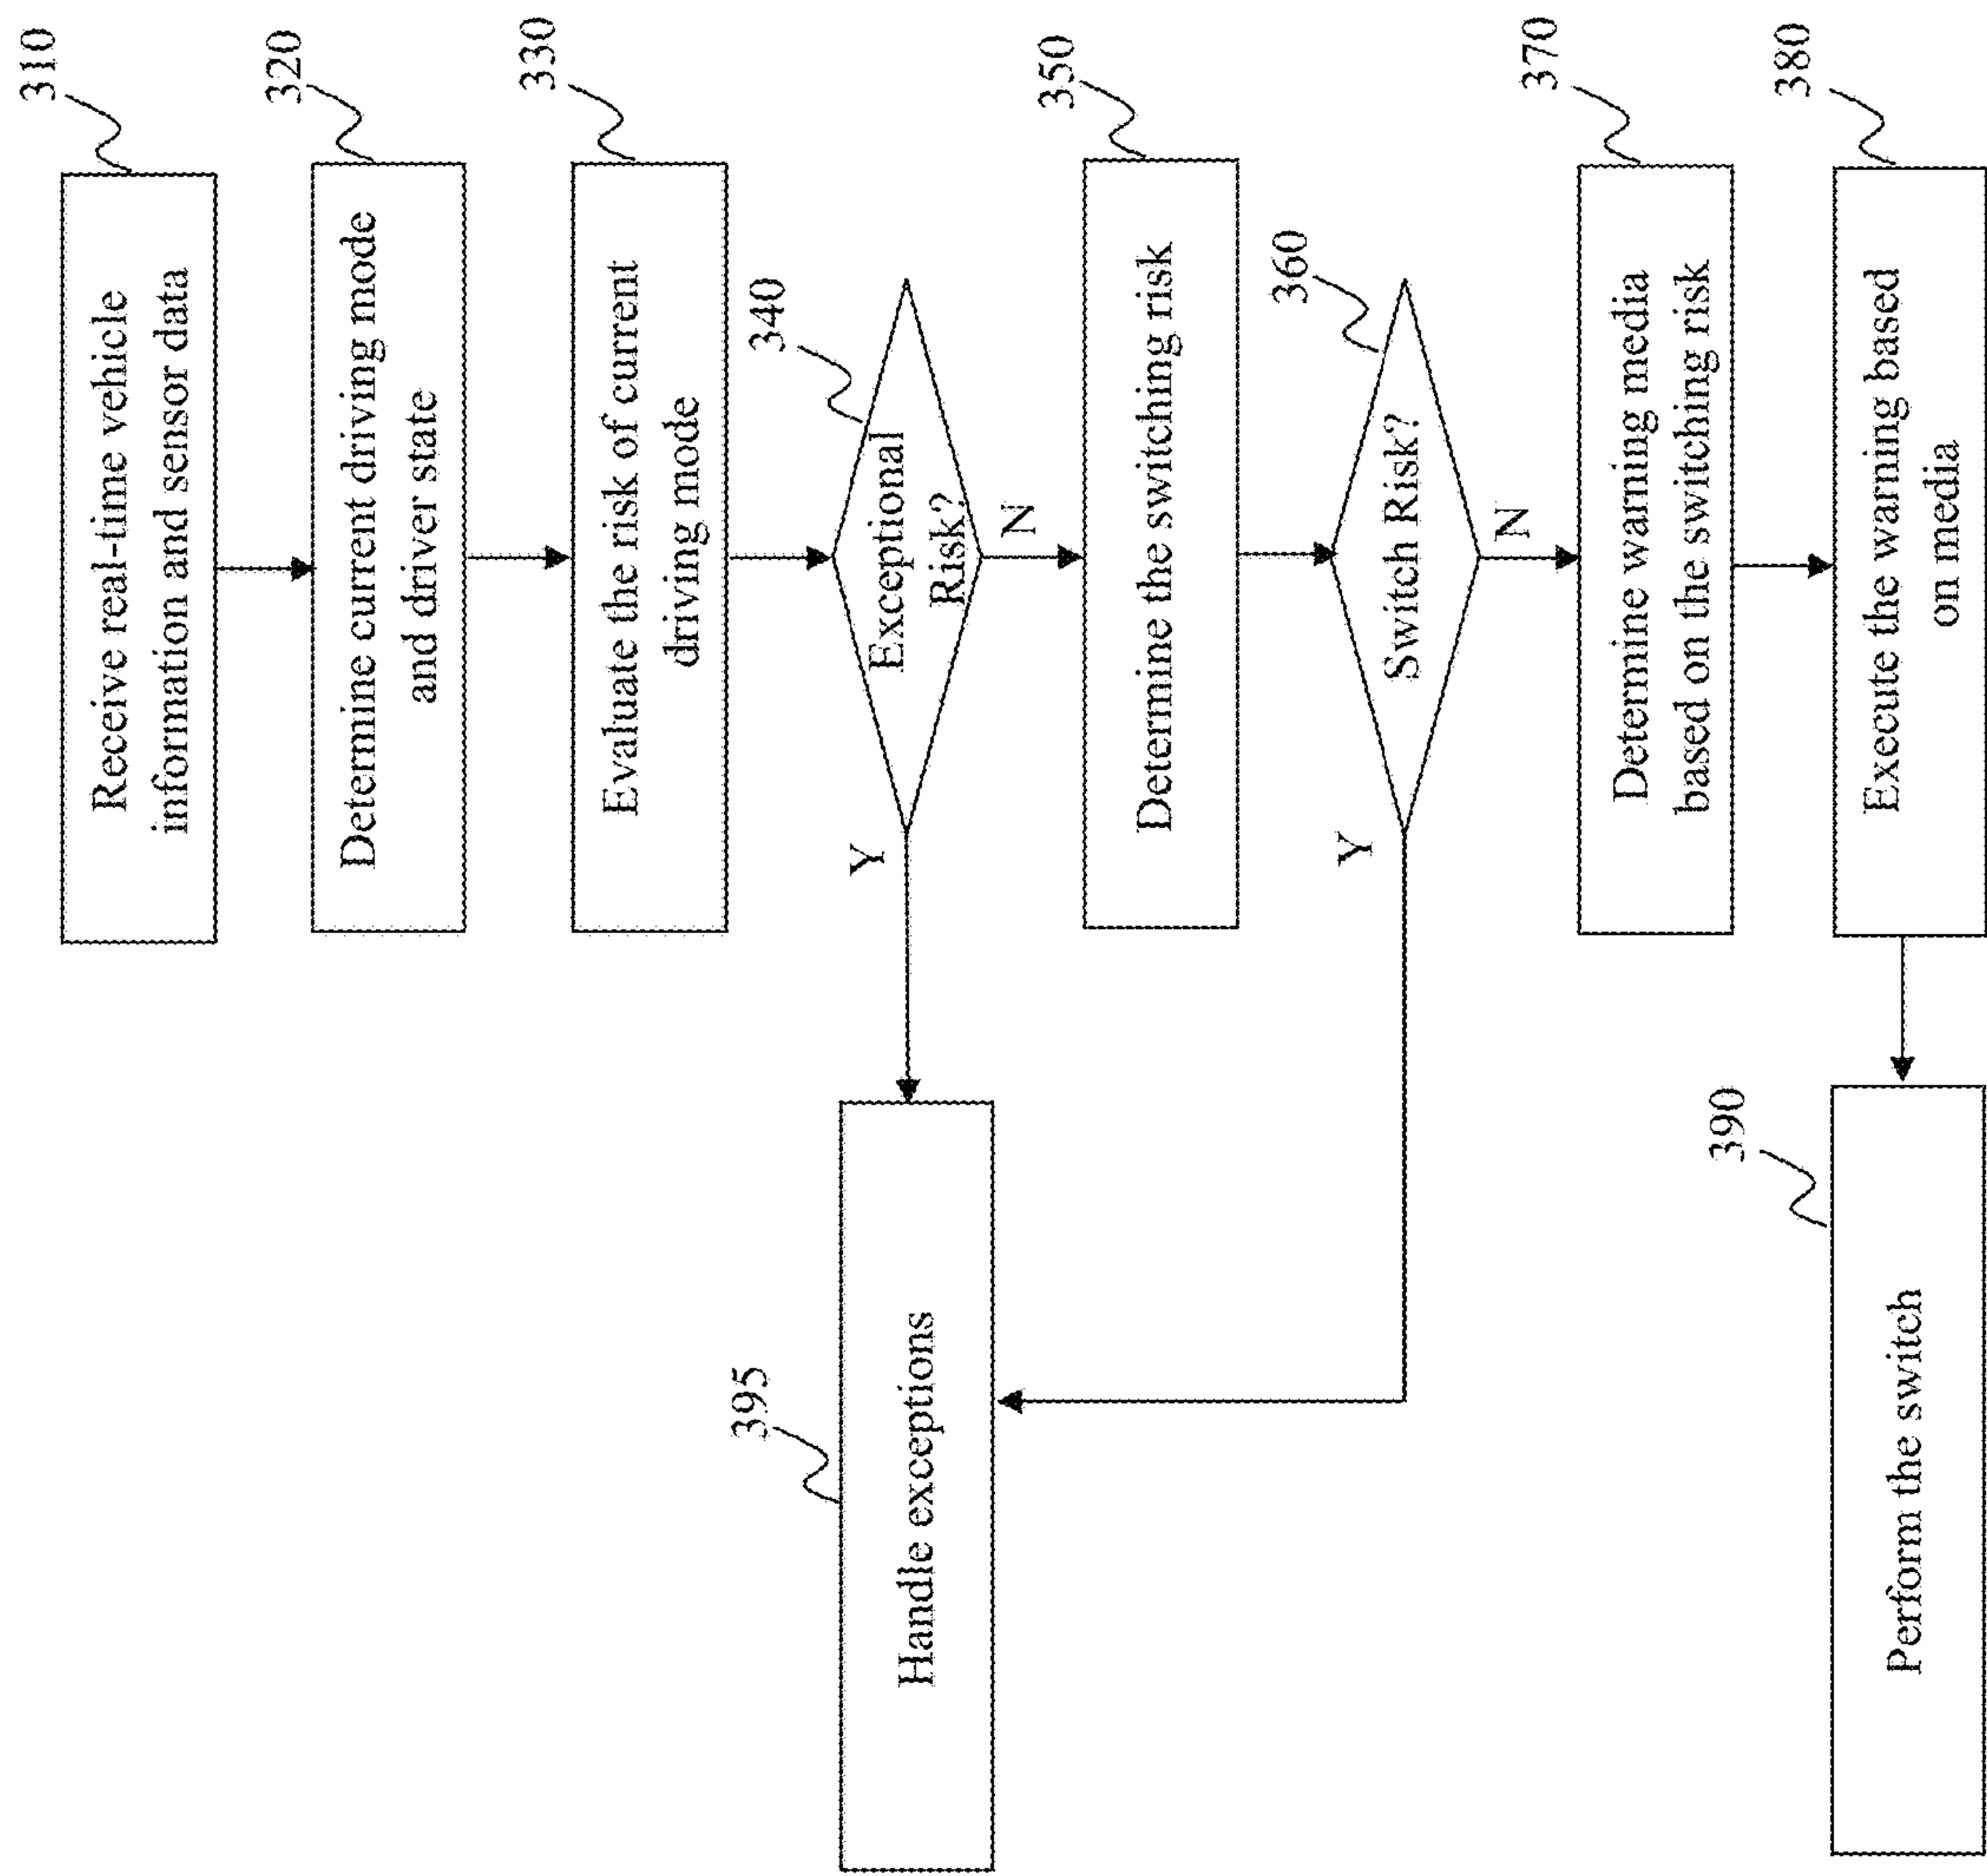 310
Receive real-time vehicle
information and sensor data
320
Determine current driving mode
and driver state
330
Evaluate the risk of current
driving mode
340
Exceptional
Risk?
Y
N
350
Determine the switching risk
360
Switch Risk?
Y
N
370
Determine warning media
based on the switching risk
380
Execute the warning based
on media
390
Perform the switch
395
Handle exceptions